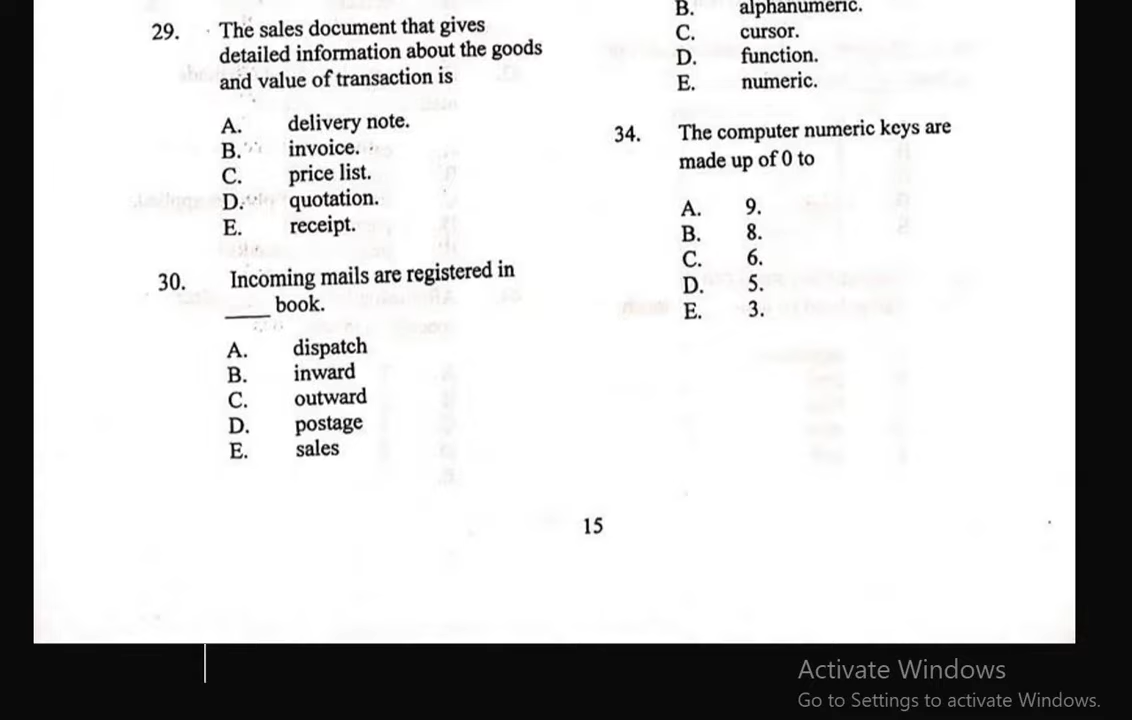 29. The sales document that gives
detailed information about the goods
and value of transaction is
A. delivery note.
B. invoice.
C. price list.
D. quotation.
E. receipt.
30. Incoming mails are registered in
____ book.
A. dispatch
B. inward
C. outward
D. postage
E. sales
B. alphanumeric.
C. cursor.
D. function.
E. numeric.
34. The computer numeric keys are
made up of 0 to
A. 9.
B. 8.
C. 6.
D. 5.
E. 3.
15
Activate Windows
Go to Settings to activate Windows.